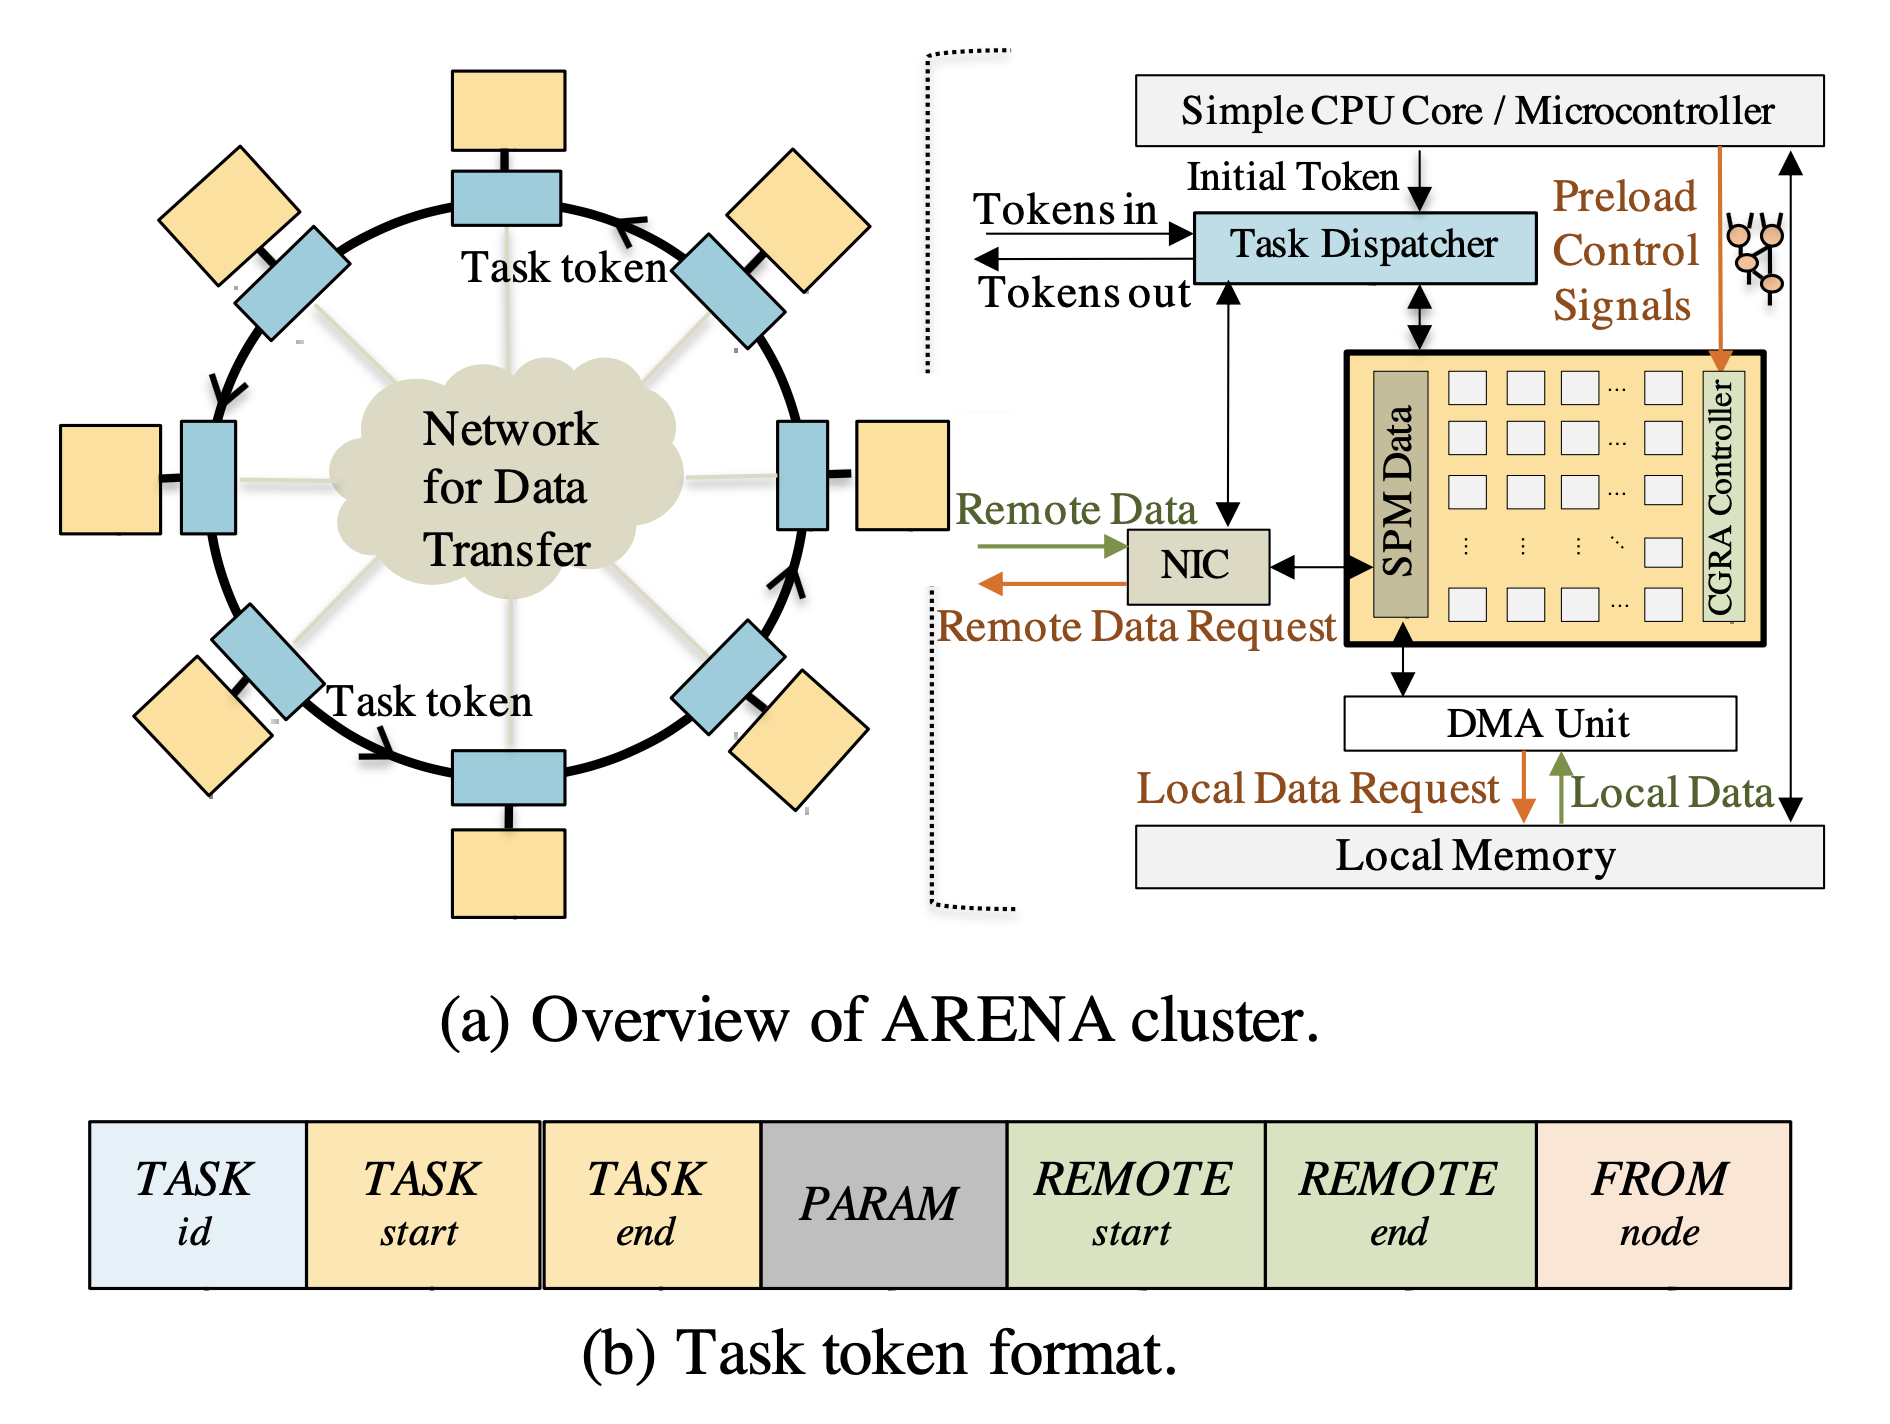 Task token
Network
for Data
Transfer
Task token
Simple CPU Core / Microcontroller
Initial Token
Tokens in
Tokens out
Task Dispatcher
Preload
Control
Signals
SPM Data
...
...
...
...
CGRA Controller
Remote Data
NIC
Remote Data Request
DMA Unit
Local Data Request
Local Data
Local Memory
(a) Overview of ARENA cluster.
TASK
id
TASK
start
TASK
end
PARAM
REMOTE
start
REMOTE
end
FROM
node
(b) Task token format.